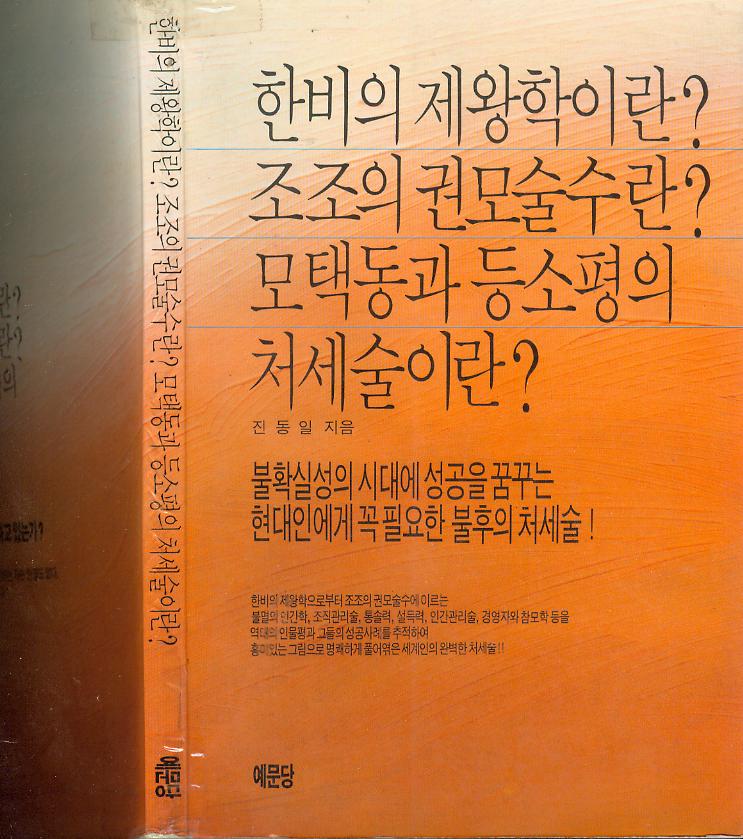 한비의 제왕학이란?
조조의 권모술수란?
모택동과 등소평의
처세술이란?
진 동 일 지음
불확실성의 시대에 성공을 꿈꾸는
현대인에게 꼭 필요한 불후의 처세술 !
한비의 제왕학으로부터 조조의 권모술수에 이르는
불멸의 인간학, 조직관리술, 통솔력, 설득력, 인간관리술, 경영자와 참모학 등을
역대의 인물평과 그들의 성공사례를 추적하여
흥미있는 그림으로 명쾌하게 풀어엮은 세계인의 완벽한 처세술!!
예문당
한비의 제왕학이란? 조조의 권모술수란? 모택동과 등소평의 처세술이란?
예문당
란?
란?
의
있는가?